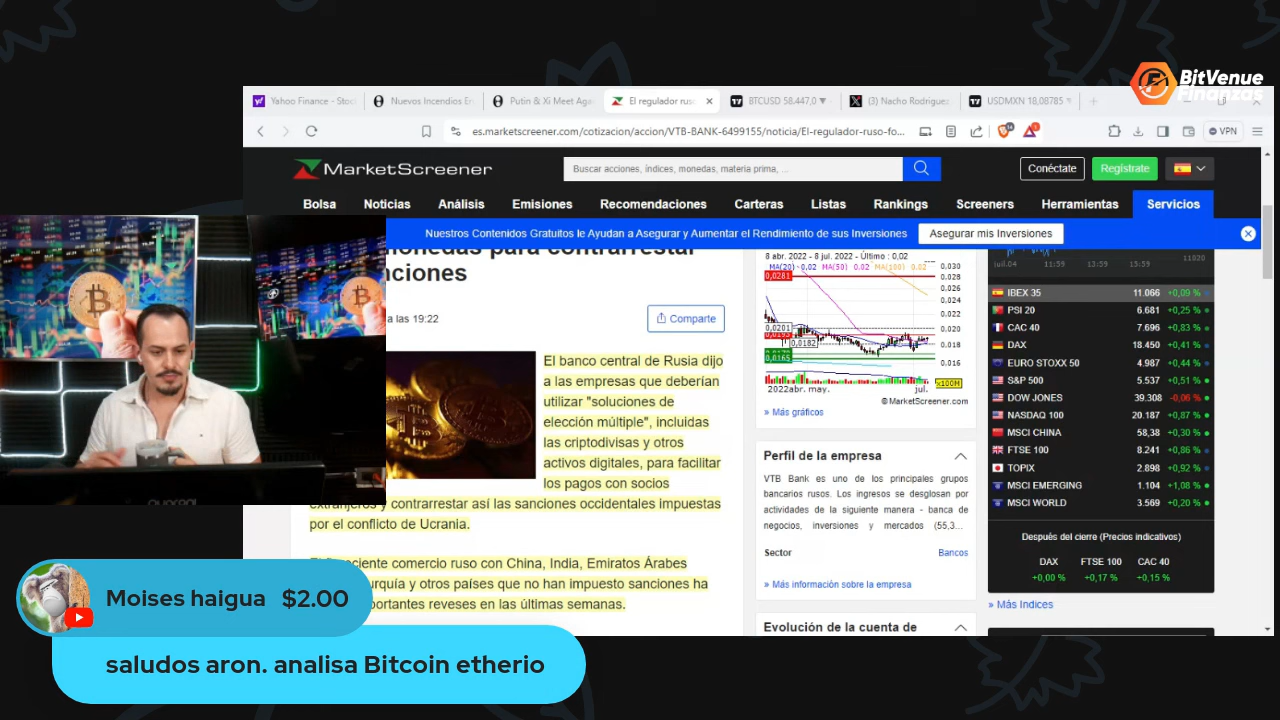 BitVenue
Finanzas
Yahoo Finance - Stoc
Nuevos Incendios En
Putin & Xi Meet Aga
El regulador rus
BTCUSD 58.447,0
(3) Nacho Rodriguez
USDMXN 18,08785
es.marketscreener.com/cotizacion/accion/VTB-BANK-6499155/noticia/El-regulador-ruso-fo...
VPN
MarketScreener
Buscar acciones, índices, monedas, materia prima, ...
Conéctate
Regístrate
Bolsa
Noticias
Análisis
Emisiones
Recomendaciones
Carteras
Listas
Rankings
Screeners
Herramientas
Servicios
Nuestros Contenidos Gratuitos le Ayudan a Asegurar y Aumentar el Rendimiento de sus Inversiones
Asegurar mis Inversiones
monedas para contrarrestar
nciones
a las 19:22
Comparte
El banco central de Rusia dijo
a las empresas que deberían
utilizar "soluciones de
elección múltiple", incluidas
las criptodivisas y otros
activos digitales, para facilitar
los pagos con socios
extranjeros y contrarrestar así las sanciones occidentales impuestas
por el conflicto de Ucrania.
ciente comercio ruso con China, India, Emiratos Árabes
urquía y otros países que no han impuesto sanciones ha
portantes reveses en las últimas semanas.
8 abr. 2022 - 8 jul. 2022 - Último : 0,02
MA(20) · 0.02 MA(50) 0.02 MA(100) 0.02
0.030
0.028
0.026
0.024
0.022
0.020
0.018
0.016
0,0281
0,0201
0,0182
0,0165
x100M
2022abr. may. jul.
©MarketScreener.com
» Más gráficos
Perfil de la empresa
VTB Bank es uno de los principales grupos
bancarios rusos. Los ingresos se desglosan por
actividades de la siguiente manera - banca de
negocios, inversiones y mercados (55,3...
Sector Bancos
» Más información sobre la empresa
Evolución de la cuenta de
juil.04 11:59 13:59 15:59 11020
IBEX 35 11.066 +0,09 %
PSI 20 6.681 +0,25 %
CAC 40 7.696 +0,83 %
DAX 18.450 +0,41 %
EURO STOXX 50 4.987 +0,44 %
S&P 500 5.537 +0,51 %
DOW JONES 39.308 -0,06 %
NASDAQ 100 20.187 +0,87 %
MSCI CHINA 58,38 +0,30 %
FTSE 100 8.241 +0,86 %
TOPIX 2.898 +0,92 %
MSCI EMERGING 1.104 +1,08 %
MSCI WORLD 3.569 +0,20 %
Después del cierre (Precios indicativos)
DAX FTSE 100 CAC 40
+0,00 % +0,17 % +0,15 %
» Más Indices
Moises haigua $2.00
saludos aron. analisa Bitcoin etherio